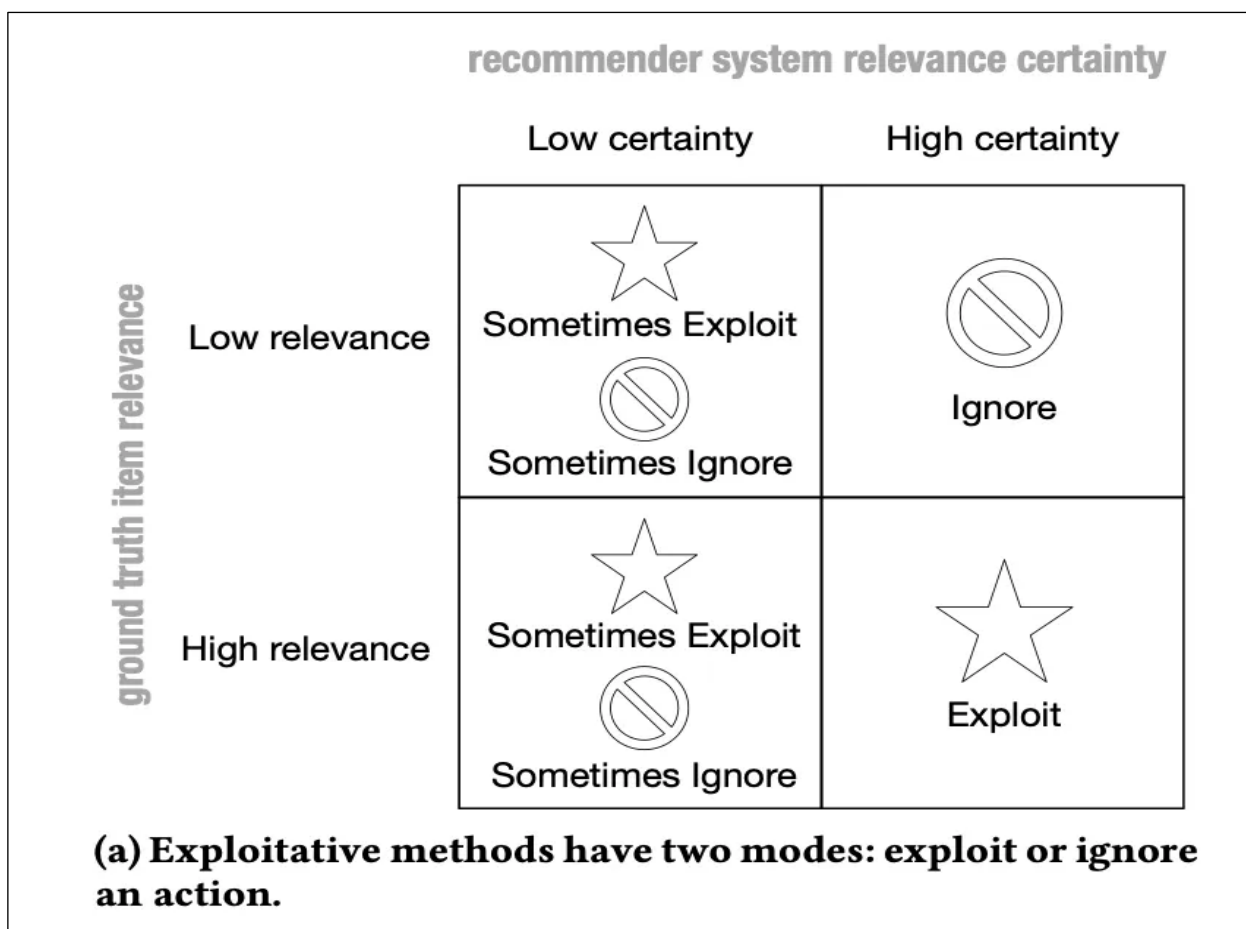 recommender system relevance certainty
Low certainty
High certainty
ground truth item relevance
Low relevance
Sometimes Exploit
Sometimes Ignore
Ignore
High relevance
Sometimes Exploit
Sometimes Ignore
Exploit
(a) Exploitative methods have two modes: exploit or ignore
an action.